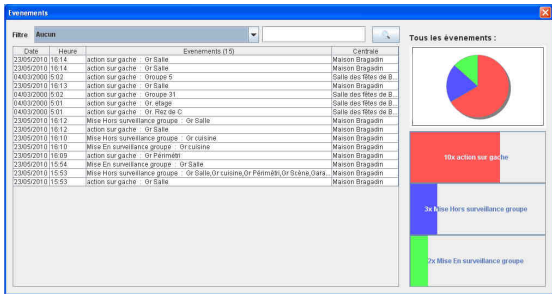 Evenements
Filtre Aucun
Tous les évenements :
Date Heure Evenements (15) Centrale
23/05/2010 16:14 action sur gache : Gr Salle Maison Bragadin
23/05/2010 16:14 action sur gache : Gr Salle Maison Bragadin
04/03/2000 5:02 action sur gache : Groupe 5 Salle des fêtes de B...
23/05/2010 16:13 action sur gache : Gr Salle Maison Bragadin
04/03/2000 5:02 action sur gache : Groupe 31 Salle des fêtes de B...
04/03/2000 5:01 action sur gache : Gr. etage Salle des fêtes de B...
04/03/2000 5:01 action sur gache : Gr. Rez de C Salle des fêtes de B...
23/05/2010 16:12 Mise Hors surveillance groupe : Gr Salle Maison Bragadin
23/05/2010 16:12 action sur gache : Gr Salle Maison Bragadin
23/05/2010 16:10 Mise Hors surveillance groupe : Gr cuisine Maison Bragadin
23/05/2010 16:10 Mise En surveillance groupe : Gr cuisine Maison Bragadin
23/05/2010 16:09 action sur gache : Gr Périmètri Maison Bragadin
23/05/2010 15:54 Mise En surveillance groupe : Gr Salle Maison Bragadin
23/05/2010 15:53 Mise Hors surveillance groupe : Gr Salle,Gr cuisine,Gr Périmètri,Gr Scène,Gara... Maison Bragadin
23/05/2010 15:53 action sur gache : Gr Salle Maison Bragadin
10x action sur gache
3x Mise Hors surveillance groupe
2x Mise En surveillance groupe